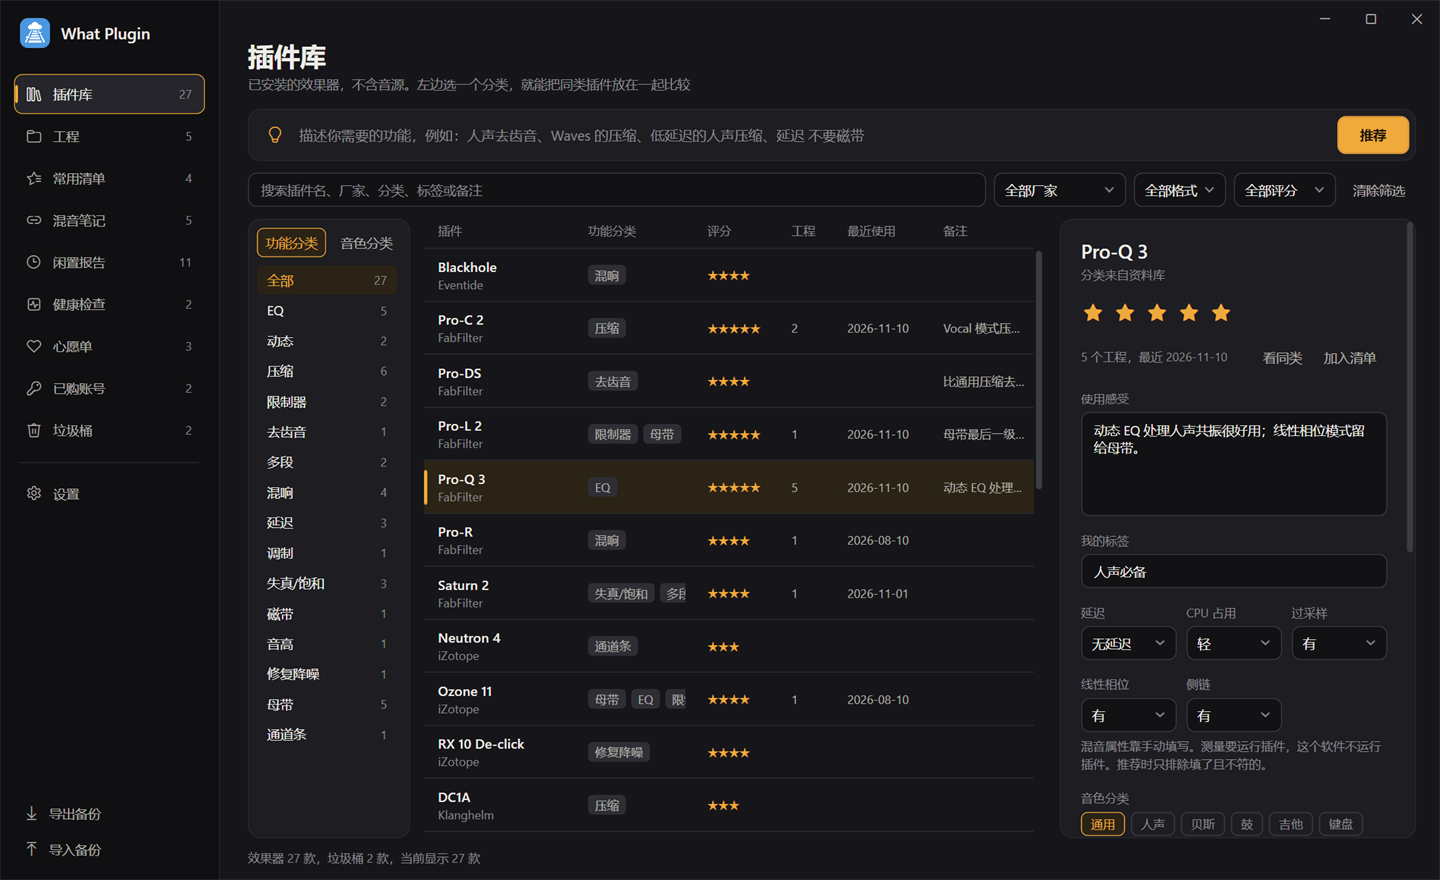 What Plugin
插件库 27
工程 5
常用清单 4
混音笔记 5
闲置报告 11
健康检查 2
心愿单 3
已购账号 2
垃圾桶 2
设置
导出备份
导入备份
插件库
已安装的效果器，不含音源。左边选一个分类，就能把同类插件放在一起比较
描述你需要的功能，例如：人声去齿音、Waves 的压缩、低延迟的人声压缩、延迟 不要磁带
推荐
搜索插件名、厂家、分类、标签或备注
全部厂家
全部格式
全部评分
清除筛选
功能分类 音色分类
全部 27
EQ 5
动态 2
压缩 6
限制器 2
去齿音 1
多段 2
混响 4
延迟 3
调制 1
失真/饱和 3
磁带 1
音高 1
修复降噪 1
母带 5
通道条 1
插件 功能分类 评分 工程 最近使用 备注
Blackhole
Eventide
混响 ★★★★
Pro-C 2
FabFilter
压缩 ★★★★★ 2 2026-11-10 Vocal 模式压...
Pro-DS
FabFilter
去齿音 ★★★★ 比通用压缩去...
Pro-L 2
FabFilter
限制器 母带 ★★★★★ 1 2026-11-10 母带最后一级...
Pro-Q 3
FabFilter
EQ ★★★★★ 5 2026-11-10 动态 EQ 处理...
Pro-R
FabFilter
混响 ★★★★ 1 2026-08-10
Saturn 2
FabFilter
失真/饱和 多段 ★★★★ 1 2026-11-01
Neutron 4
iZotope
通道条 ★★★
Ozone 11
iZotope
母带 EQ 限 ★★★★ 1 2026-08-10
RX 10 De-click
iZotope
修复降噪 ★★★★
DC1A
Klanghelm
压缩 ★★★
效果器 27 款，垃圾桶 2 款，当前显示 27 款
Pro-Q 3
分类来自资料库
★ ★ ★ ★ ★
5 个工程，最近 2026-11-10 看同类 加入清单
使用感受
动态 EQ 处理人声共振很好用；线性相位模式留
给母带。
我的标签
人声必备
延迟 CPU 占用 过采样
无延迟 轻 有
线性相位 侧链
有 有
混音属性靠手动填写。测量要运行插件，这个软件不运行
插件。推荐时只排除填了且不符的。
音色分类
通用 人声 贝斯 鼓 吉他 键盘